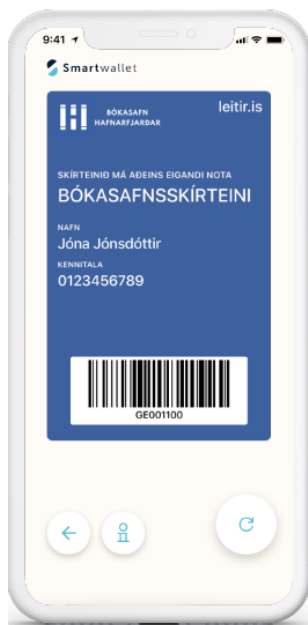 9:41
Smartwallet
BÓKASAFN
HAFNARFJARÐAR
leitir.is
SKÍRTEINIÐ MÁ AÐEINS EIGANDI NOTA
BÓKASAFNSSKÍRTEINI
NAFN
Jóna Jónsdóttir
KENNITALA
0123456789
GE001100